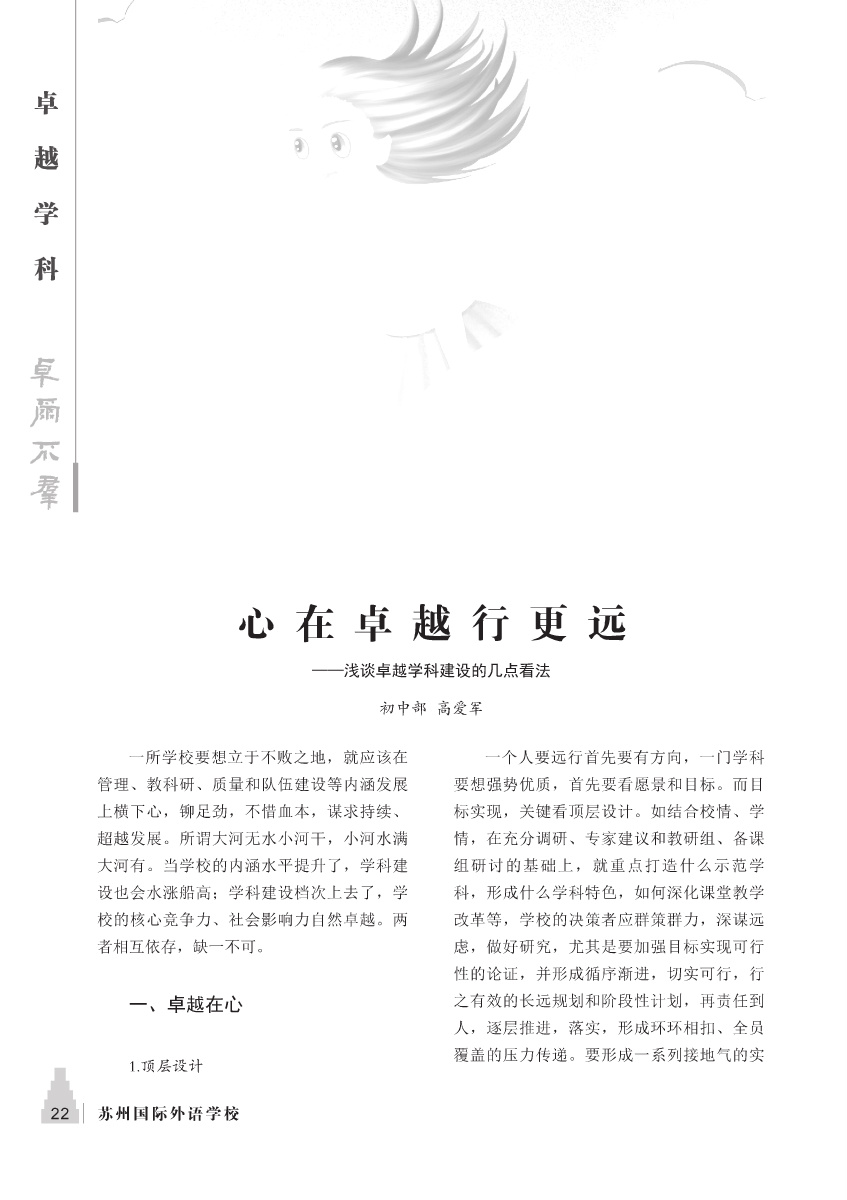 卓越学科
卓爾不羣
心在卓越行更远
——浅谈卓越学科建设的几点看法
初中部 高爱军
一所学校要想立于不败之地，就应该在
管理、教科研、质量和队伍建设等内涵发展
上横下心，铆足劲，不惜血本，谋求持续、
超越发展。所谓大河无水小河干，小河水满
大河有。当学校的内涵水平提升了，学科建
设也会水涨船高；学科建设档次上去了，学
校的核心竞争力、社会影响力自然卓越。两
者相互依存，缺一不可。
一、卓越在心
1.顶层设计
一个人要远行首先要有方向，一门学科
要想强势优质，首先要看愿景和目标。而目
标实现，关键看顶层设计。如结合校情、学
情，在充分调研、专家建议和教研组、备课
组研讨的基础上，就重点打造什么示范学
科，形成什么学科特色，如何深化课堂教学
改革等，学校的决策者应群策群力，深谋远
虑，做好研究，尤其是要加强目标实现可行
性的论证，并形成循序渐进，切实可行，行
之有效的长远规划和阶段性计划，再责任到
人，逐层推进，落实，形成环环相扣、全员
覆盖的压力传递。要形成一系列接地气的实
22
苏州国际外语学校